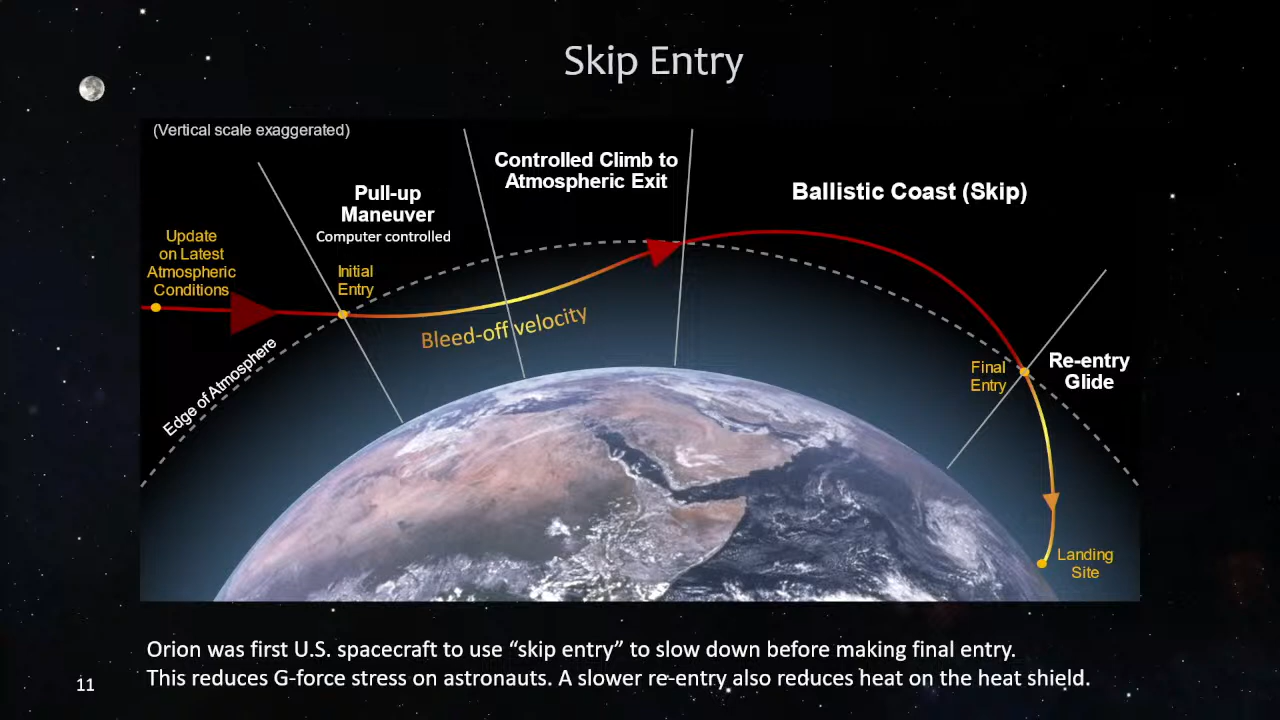 Skip Entry
(Vertical scale exaggerated)
Controlled Climb to
Atmospheric Exit
Ballistic Coast (Skip)
Pull-up
Maneuver
Computer controlled
Update
on Latest
Atmospheric
Conditions
Initial
Entry
Bleed-off velocity
Edge of Atmosphere
Final
Entry
Re-entry
Glide
Landing
Site
Orion was first U.S. spacecraft to use “skip entry” to slow down before making final entry.
This reduces G-force stress on astronauts. A slower re-entry also reduces heat on the heat shield.
11